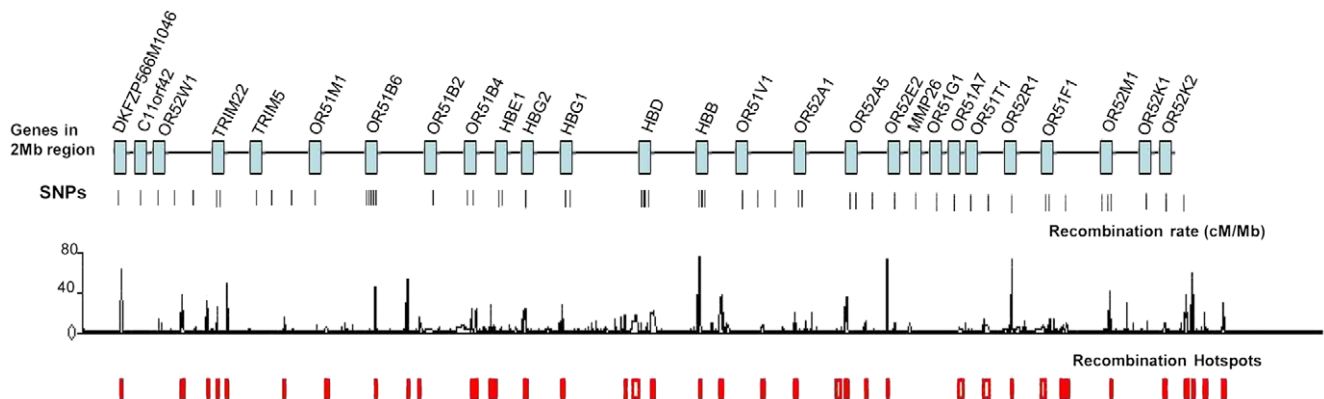 DKFZP566M1046
C11orf42
OR52W1
TRIM22
TRIM5
OR51M1
OR51B6
OR51B2
OR51B4
HBE1
HBG2
HBG1
HBD
HBB
OR51V1
OR52A1
OR52A5
OR52E2
MMP26
OR51G1
OR51A7
OR51T1
OR52R1
OR51F1
OR52M1
OR52K1
OR52K2
Genes in
2Mb region
SNPs
Recombination rate (cM/Mb)
80
40
0
Recombination Hotspots